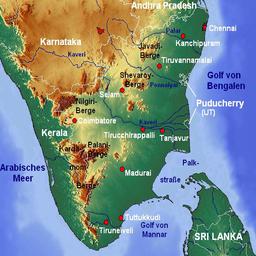 Andhra Pradesh
Chennai
Palar
Karnataka
Kanchipuram
Javadi-
Berge
Kaveri
Tiruvannamalai
Shevaroy-
Berge
Golf von
Bengalen
Ponnaiyar
Salem
Nilgiri-
Berge
Puducherry
(UT)
Coimbatore
Kaveri
Kerala
Tiruchirappalli
Tanjavur
Palani-
Berge
Arabisches
Meer
Palk-
straße
Madurai
Berge
Tuttukkudi
Golf von
Mannar
Tirunelveli
SRI LANKA